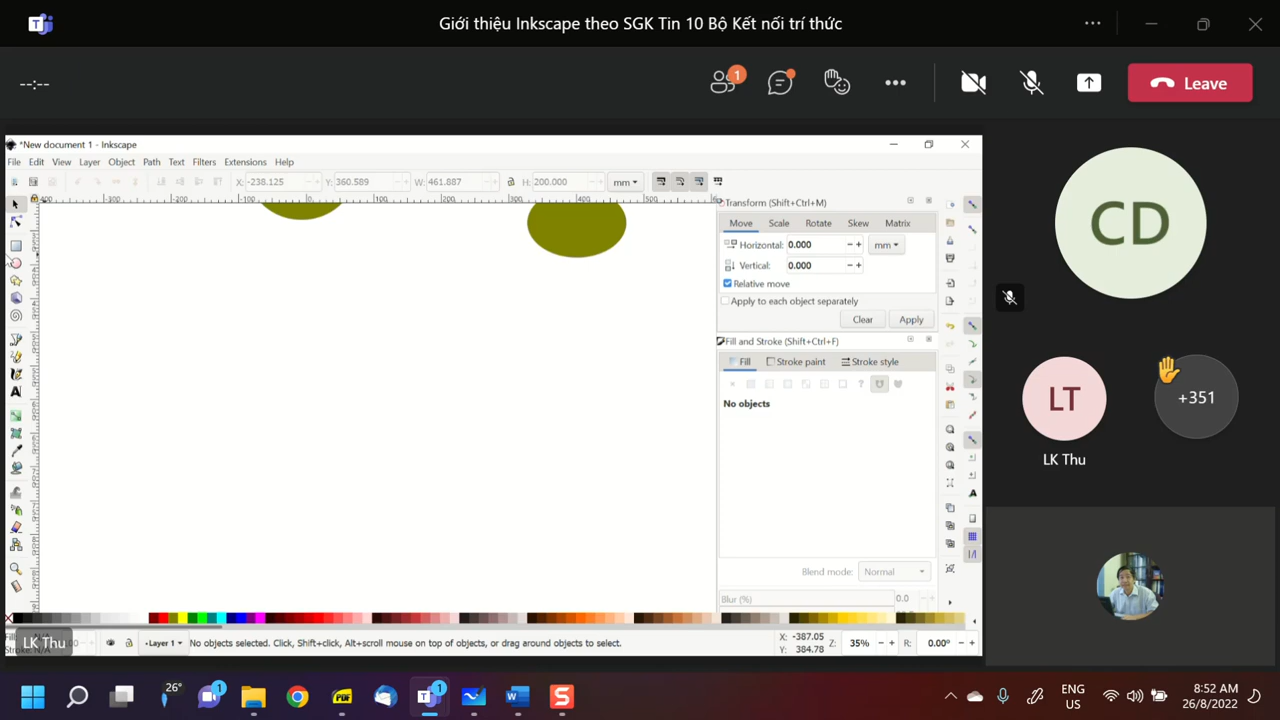 Giới thiệu Inkscape theo SGK Tin 10 Bộ Kết nối trí thức
--:--
1
Leave
*New document 1 - Inkscape
File Edit View Layer Object Path Text Filters Extensions Help
X: -238.125 Y: 360.589 W: 461.887 H: 200.000 mm
Transform (Shift+Ctrl+M)
Move Scale Rotate Skew Matrix
Horizontal: 0.000 mm
Vertical: 0.000
Relative move
Apply to each object separately
Clear Apply
Fill and Stroke (Shift+Ctrl+F)
Fill Stroke paint Stroke style
No objects
Blend mode: Normal
Blur (%) 0.0
LK Thu
Layer 1 No objects selected. Click, Shift+click, Alt+scroll mouse on top of objects, or drag around objects to select.
X: -387.05
Y: 384.78
Z: 35% R: 0.00°
CD
LT
LK Thu
+351
26°
1
1
ENG
US
8:52 AM
26/8/2022